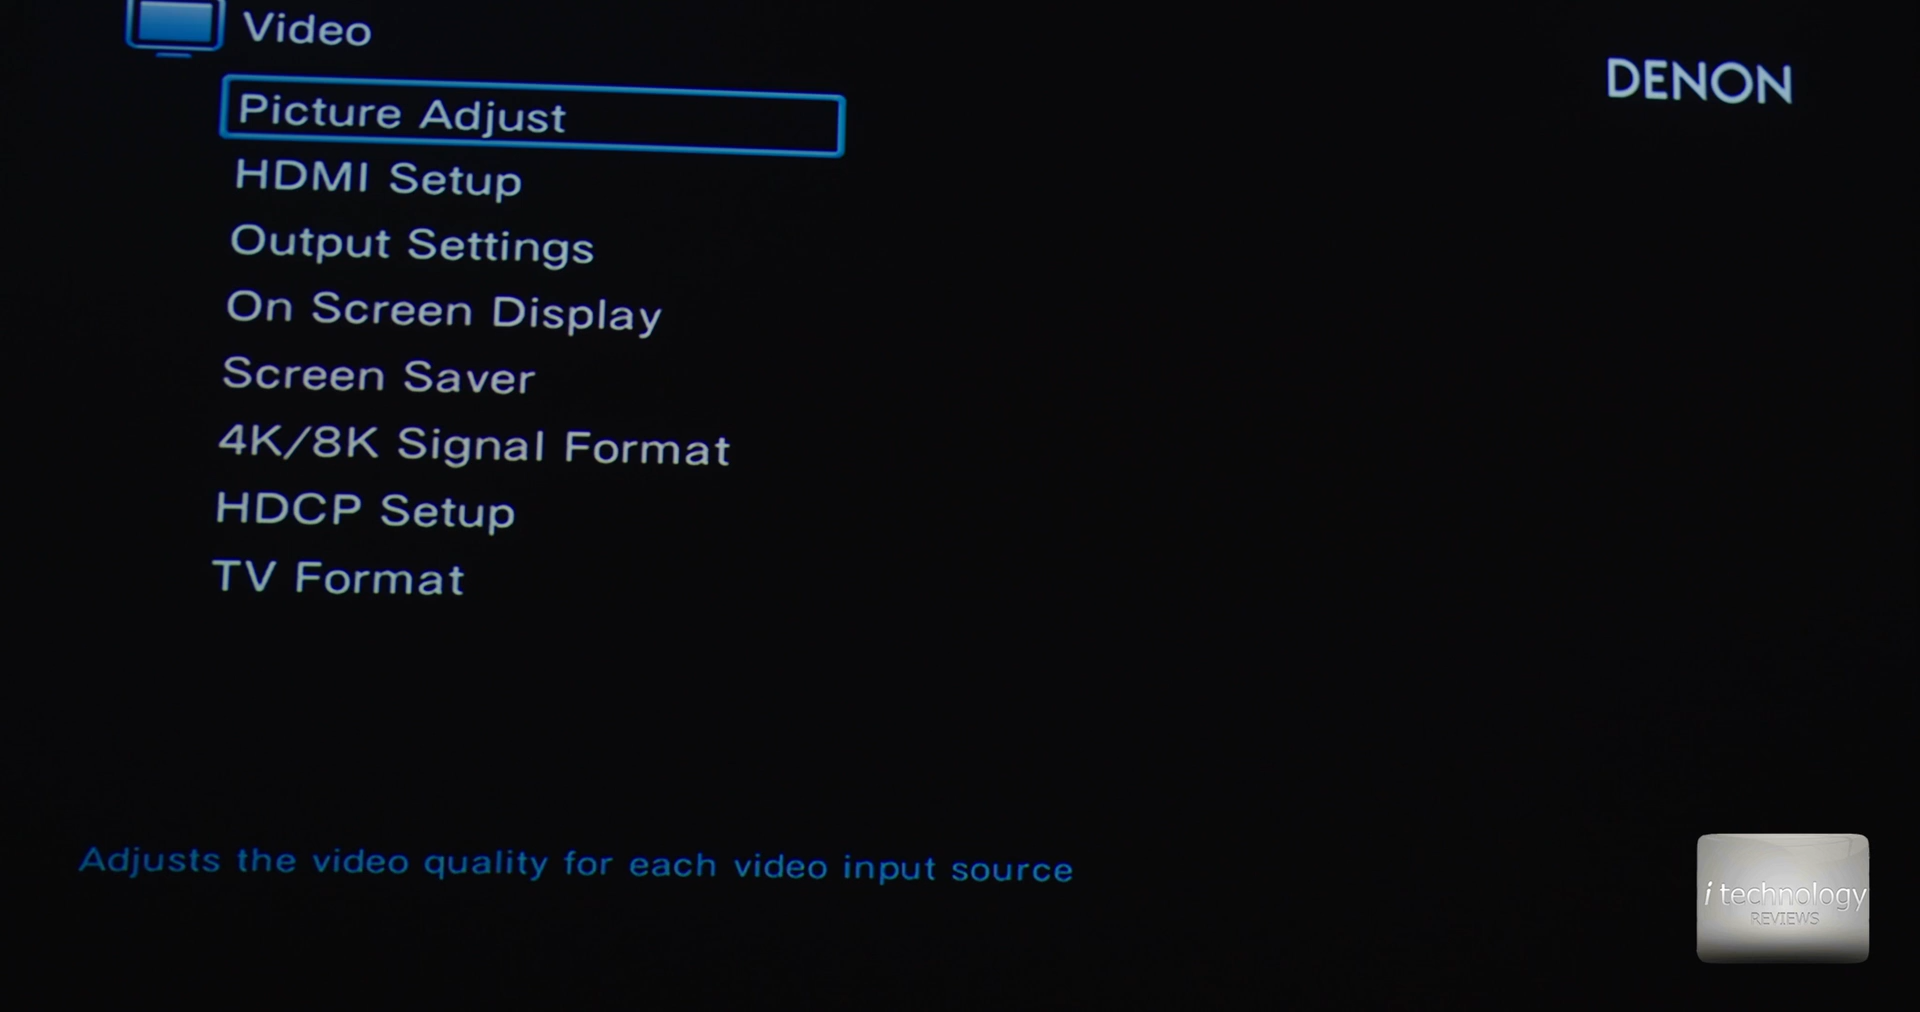 Video
DENON
Picture Adjust
HDMI Setup
Output Settings
On Screen Display
Screen Saver
4K/8K Signal Format
HDCP Setup
TV Format
Adjusts the video quality for each video input source
i technology
REVIEWS